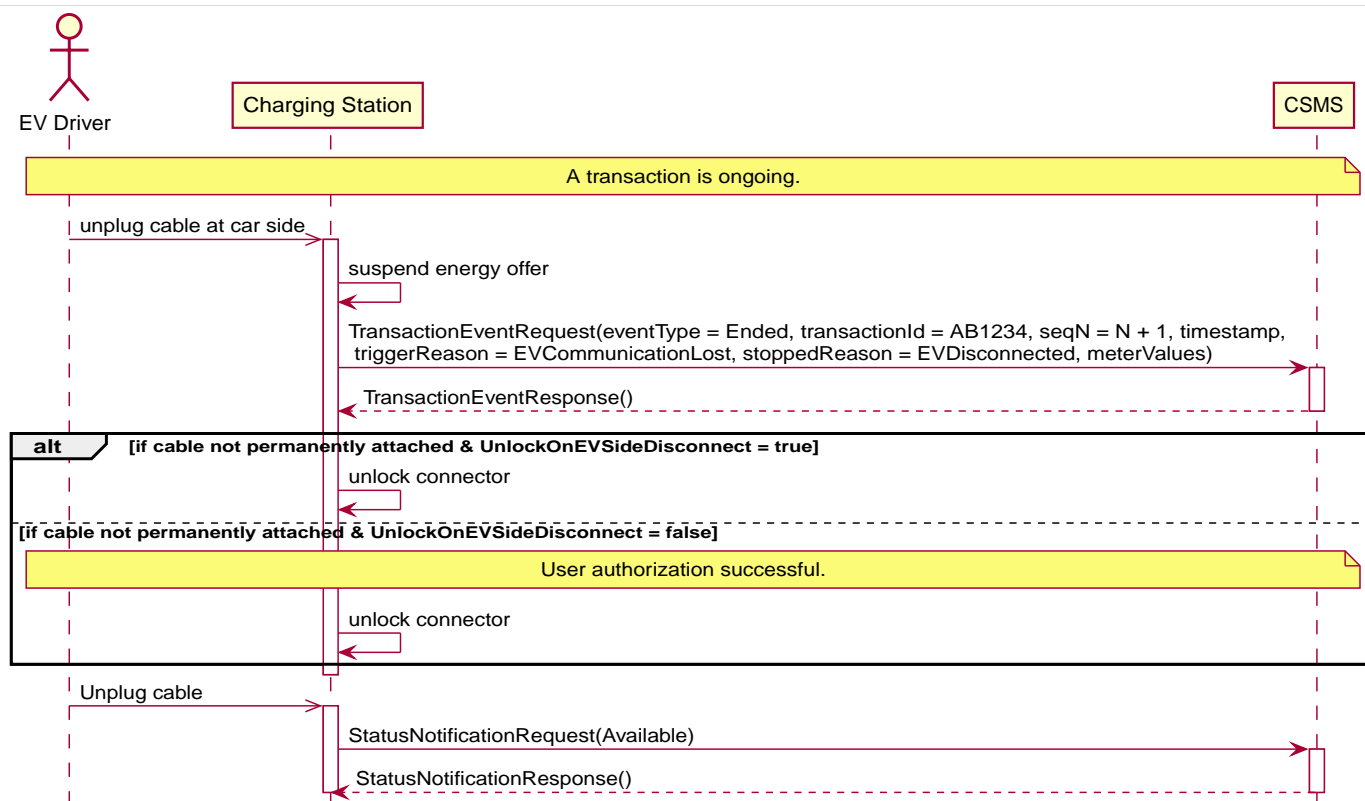 EV Driver
Charging Station
CSMS
A transaction is ongoing.
unplug cable at car side
suspend energy offer
TransactionEventRequest(eventType = Ended, transactionId = AB1234, seqN = N + 1, timestamp,
triggerReason = EVCommunicationLost, stoppedReason = EVDisconnected, meterValues)
TransactionEventResponse()
alt [if cable not permanently attached & UnlockOnEVSideDisconnect = true]
unlock connector
[if cable not permanently attached & UnlockOnEVSideDisconnect = false]
User authorization successful.
unlock connector
Unplug cable
StatusNotificationRequest(Available)
StatusNotificationResponse()